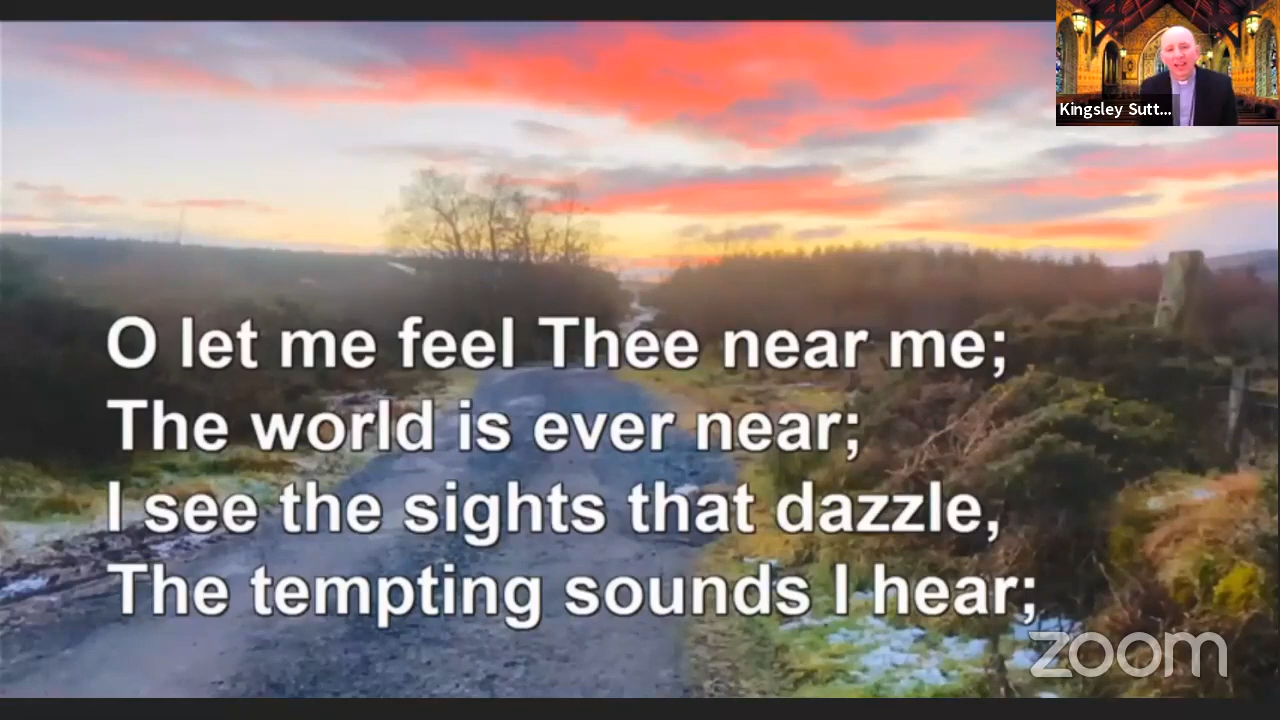 Kingsley Sutt...
O let me feel Thee near me;
The world is ever near;
I see the sights that dazzle,
The tempting sounds I hear;
zoom